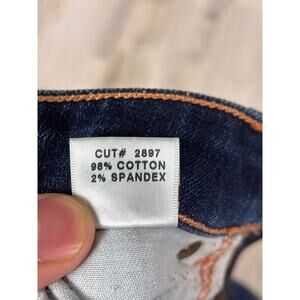 CUT# 2897
98% COTTON
2% SPANDEX